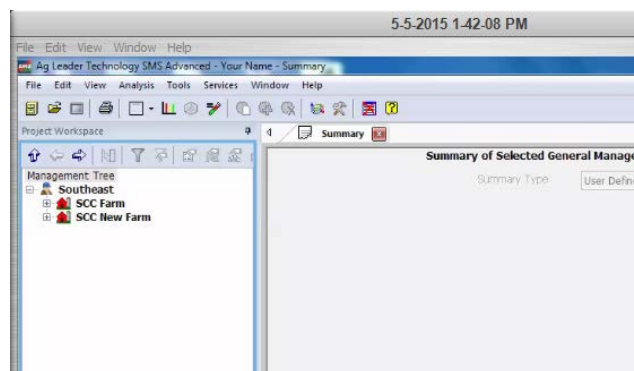 5-5-2015 1-42-08 PM
File Edit View Window Help
Ag Leader Technology SMS Advanced - Your Name - Summary
File Edit View Analysis Tools Services Window Help
Project Workspace
Summary
Summary of Selected General Manage
Management Tree
Summary Type User Define
Southeast
SCC Farm
SCC New Farm